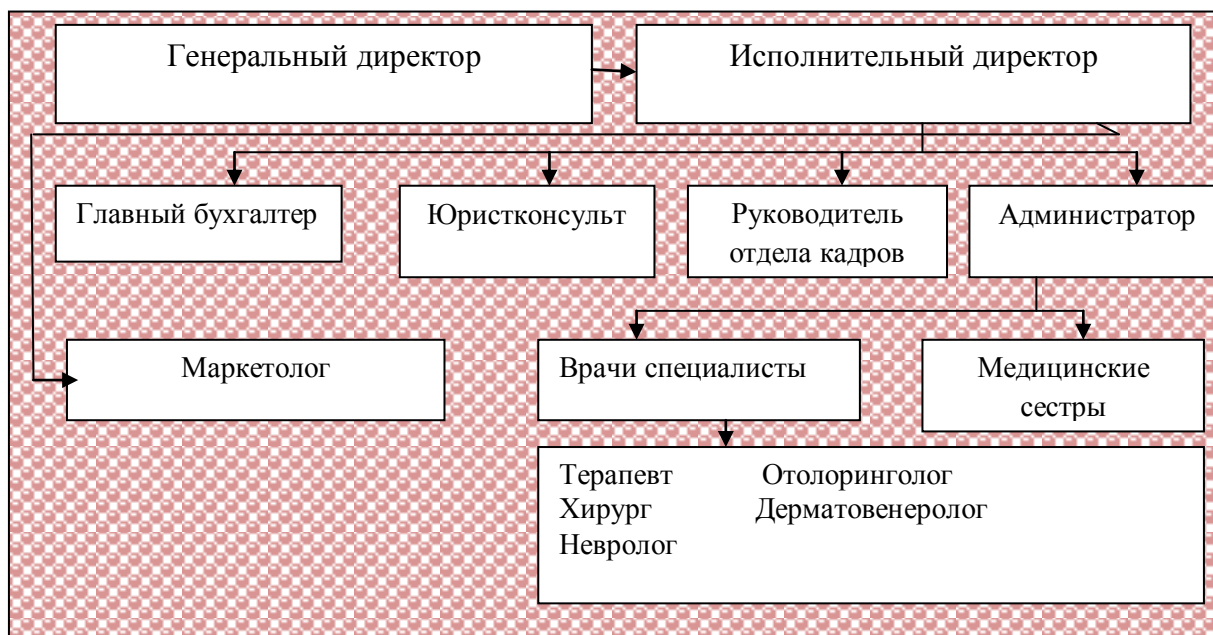 Генеральный директор
Исполнительный директор
Главный бухгалтер
Юристконсульт
Руководитель
отдела кадров
Администратор
Маркетолог
Врачи специалисты
Медицинские
сестры
Терапевт Отолоринголог
Хирург Дерматовенеролог
Невролог